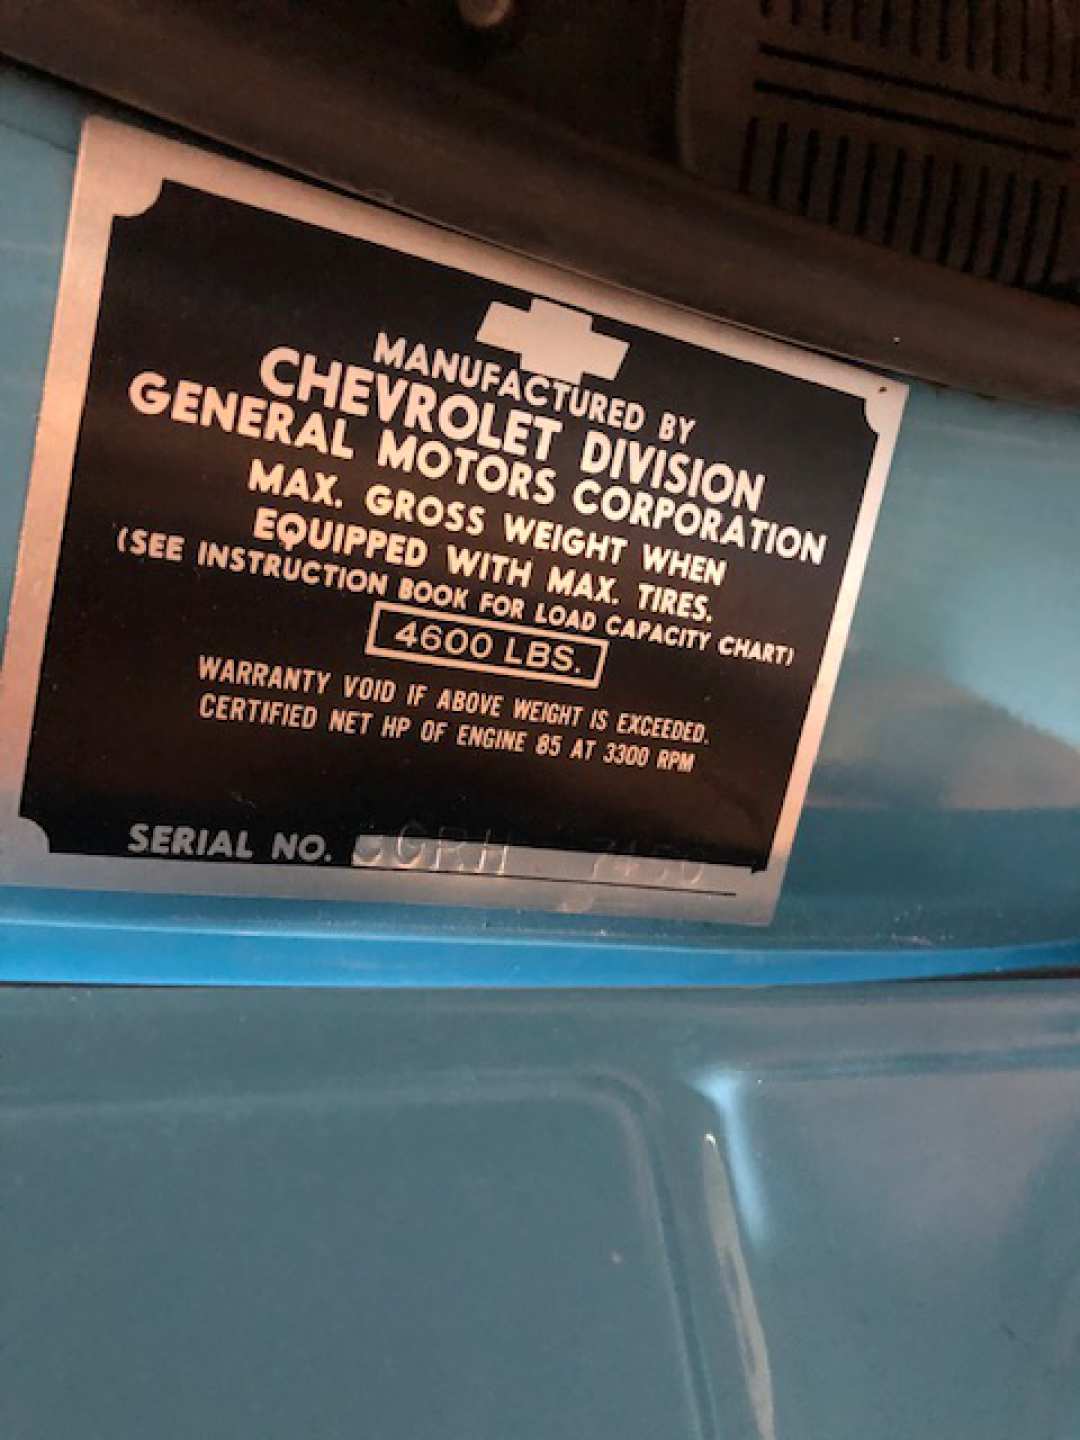 MANUFACTURED BY
CHEVROLET DIVISION
GENERAL MOTORS CORPORATION
MAX. GROSS WEIGHT WHEN
EQUIPPED WITH MAX. TIRES.
(SEE INSTRUCTION BOOK FOR LOAD CAPACITY CHART)
4600 LBS.
WARRANTY VOID IF ABOVE WEIGHT IS EXCEEDED.
CERTIFIED NET HP OF ENGINE 85 AT 3300 RPM
SERIAL NO.